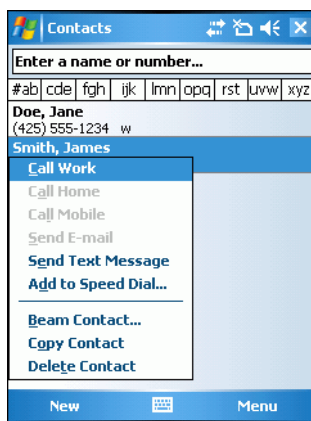 Contacts
Enter a name or number...
#ab cde fgh ijk lmn opq rst uvw xyz
Doe, Jane
(425) 555-1234 w
Smith, James
Call Work
Call Home
Call Mobile
Send E-mail
Send Text Message
Add to Speed Dial...
Beam Contact...
Copy Contact
Delete Contact
New Menu